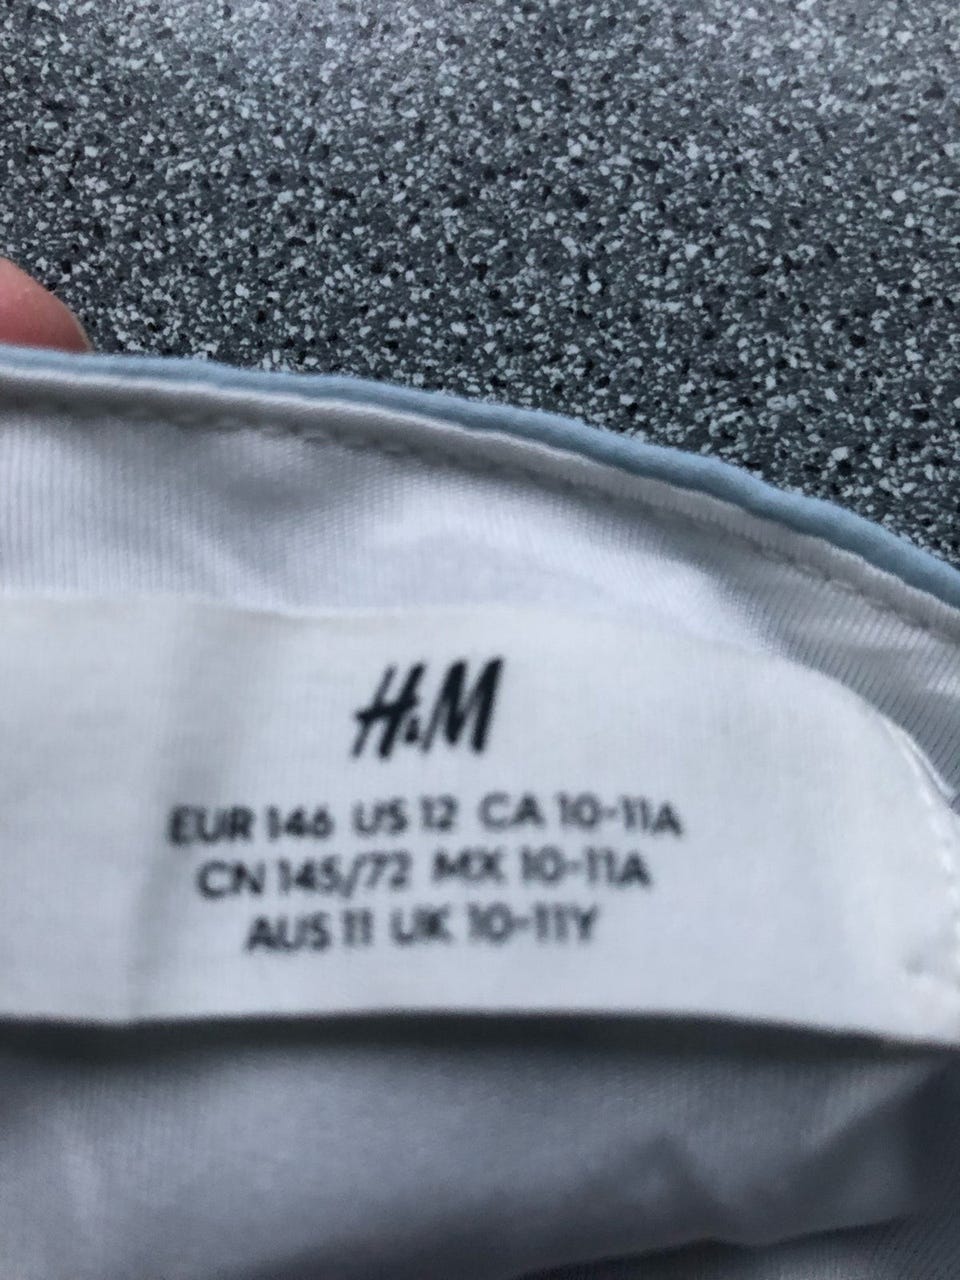 H&M
EUR 146 US 12 CA 10-11A
CN 145/72 MX 10-11A
AUS 11 UK 10-11Y